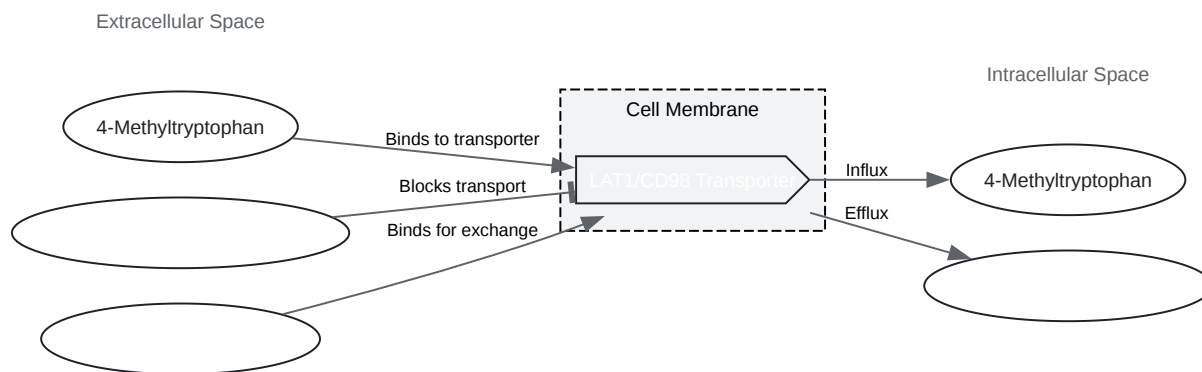 Extracellular Space
Intracellular Space
Cell Membrane
4-Methyltryptophan
Binds to transporter
LAT1/CD98 Transporter
Blocks transport
Binds for exchange
Influx
Efflux
4-Methyltryptophan